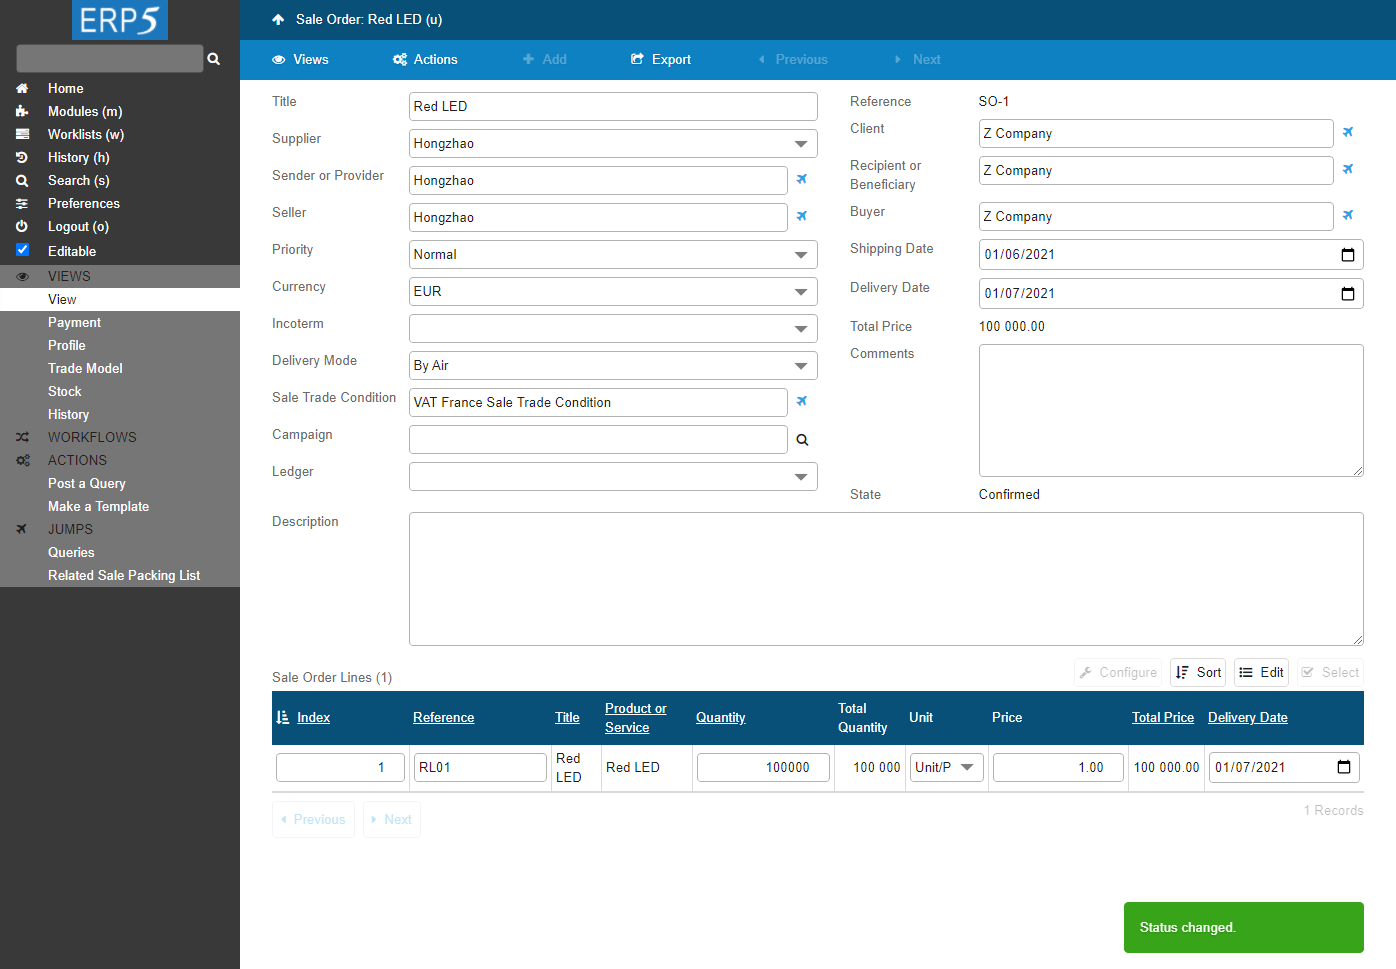 ERP5
Sale Order: Red LED (u)
Views
Actions
Add
Export
Previous
Next
Home
Modules (m)
Worklists (w)
History (h)
Search (s)
Preferences
Logout (o)
Editable
VIEWS
View
Payment
Profile
Trade Model
Stock
History
WORKFLOWS
ACTIONS
Post a Query
Make a Template
JUMPS
Queries
Related Sale Packing List
Title Red LED
Supplier Hongzhao
Sender or Provider Hongzhao
Seller Hongzhao
Priority Normal
Currency EUR
Incoterm
Delivery Mode By Air
Sale Trade Condition VAT France Sale Trade Condition
Campaign
Ledger
Reference SO-1
Client Z Company
Recipient or
Beneficiary Z Company
Buyer Z Company
Shipping Date 01/06/2021
Delivery Date 01/07/2021
Total Price 100 000.00
Comments
State Confirmed
Description
Sale Order Lines (1)
Configure Sort Edit Select
Index Reference Title Product or Service Quantity Total Quantity Unit Price Total Price Delivery Date
1 RL01 Red LED Red LED 100000 100 000 Unit/P 1.00 100 000.00 01/07/2021
Previous Next
1 Records
Status changed.